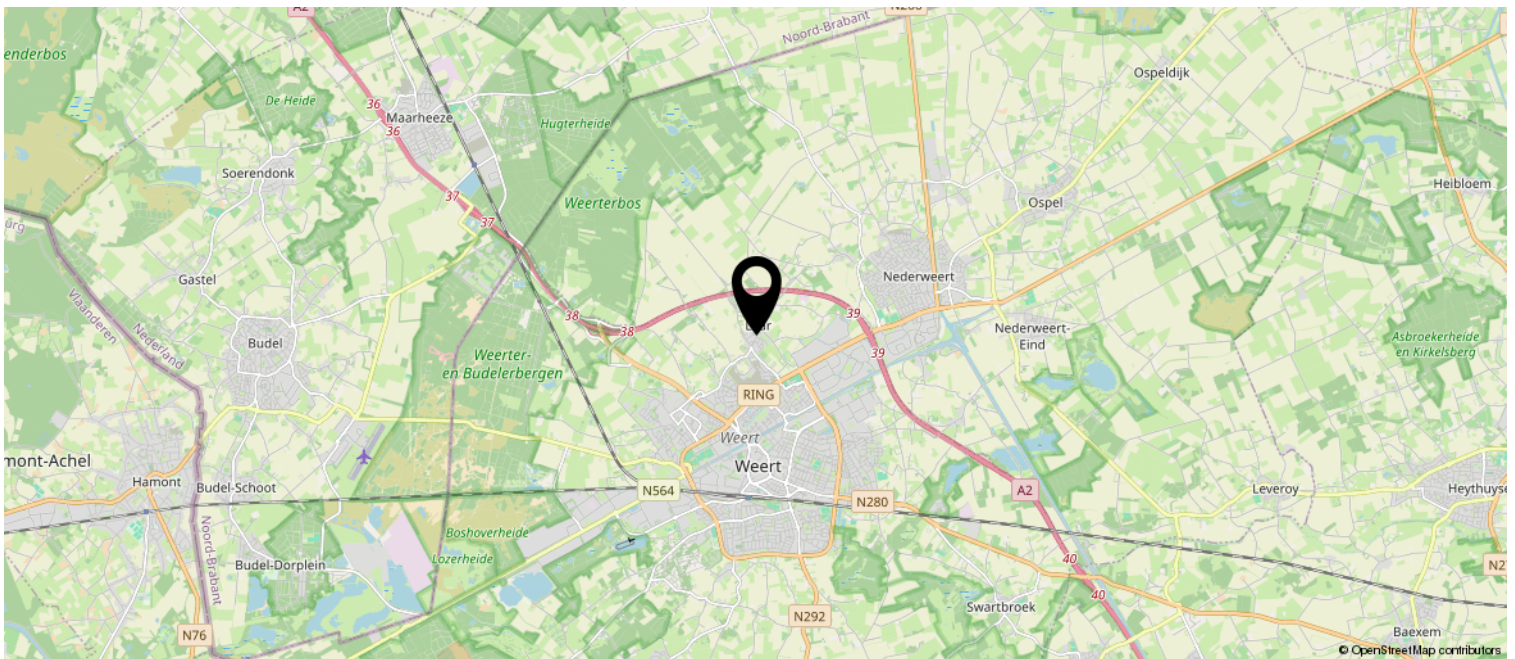 A2
N266
enderbos
Noord-Brabant
Ospeldijk
De Heide
36
Maarheeze
36
Hugterheide
Soerendonk
Heibloem
37
Weerterbos
Ospel
37
urg
Gastel
Nederweert
Vlaanderen
Nederland
38
38
39
Nederweert-
Eind
Budel
39
Asbroekerheide
en Kirkelsberg
Weerter-
en Budelerbergen
RING
Weert
mont-Achel
Weert
Hamont
Budel-Schoot
N564
N280
A2
Leveroy
Heythuyse
Noord-Brabant
Boshoverheide
Lozerheide
Budel-Dorplein
40
40
Swartbroek
N27
N76
N292
Baexem
© OpenStreetMap contributors